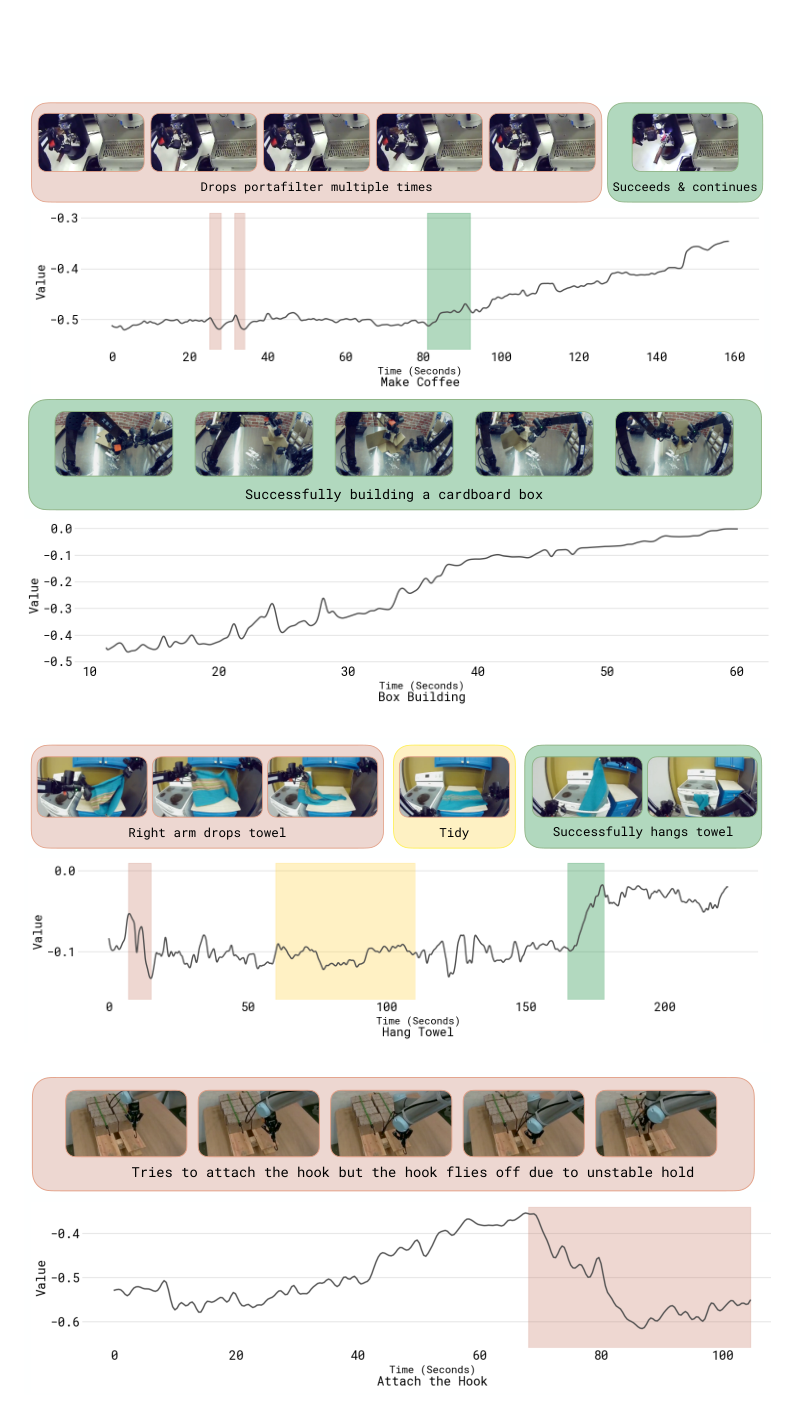 Drops portafilter multiple times
Succeeds & continues
Value
−0.3
−0.4
−0.5
0 20 40 60 80 100 120 140 160
Time (Seconds)
Make Coffee
Successfully building a cardboard box
Value
0.0
−0.1
−0.2
−0.3
−0.4
−0.5
10 20 30 40 50 60
Time (Seconds)
Box Building
Right arm drops towel
Tidy
Successfully hangs towel
Value
0.0
−0.1
0 50 100 150 200
Time (Seconds)
Hang Towel
Tries to attach the hook but the hook flies off due to unstable hold
Value
−0.4
−0.5
−0.6
0 20 40 60 80 100
Time (Seconds)
Attach the Hook